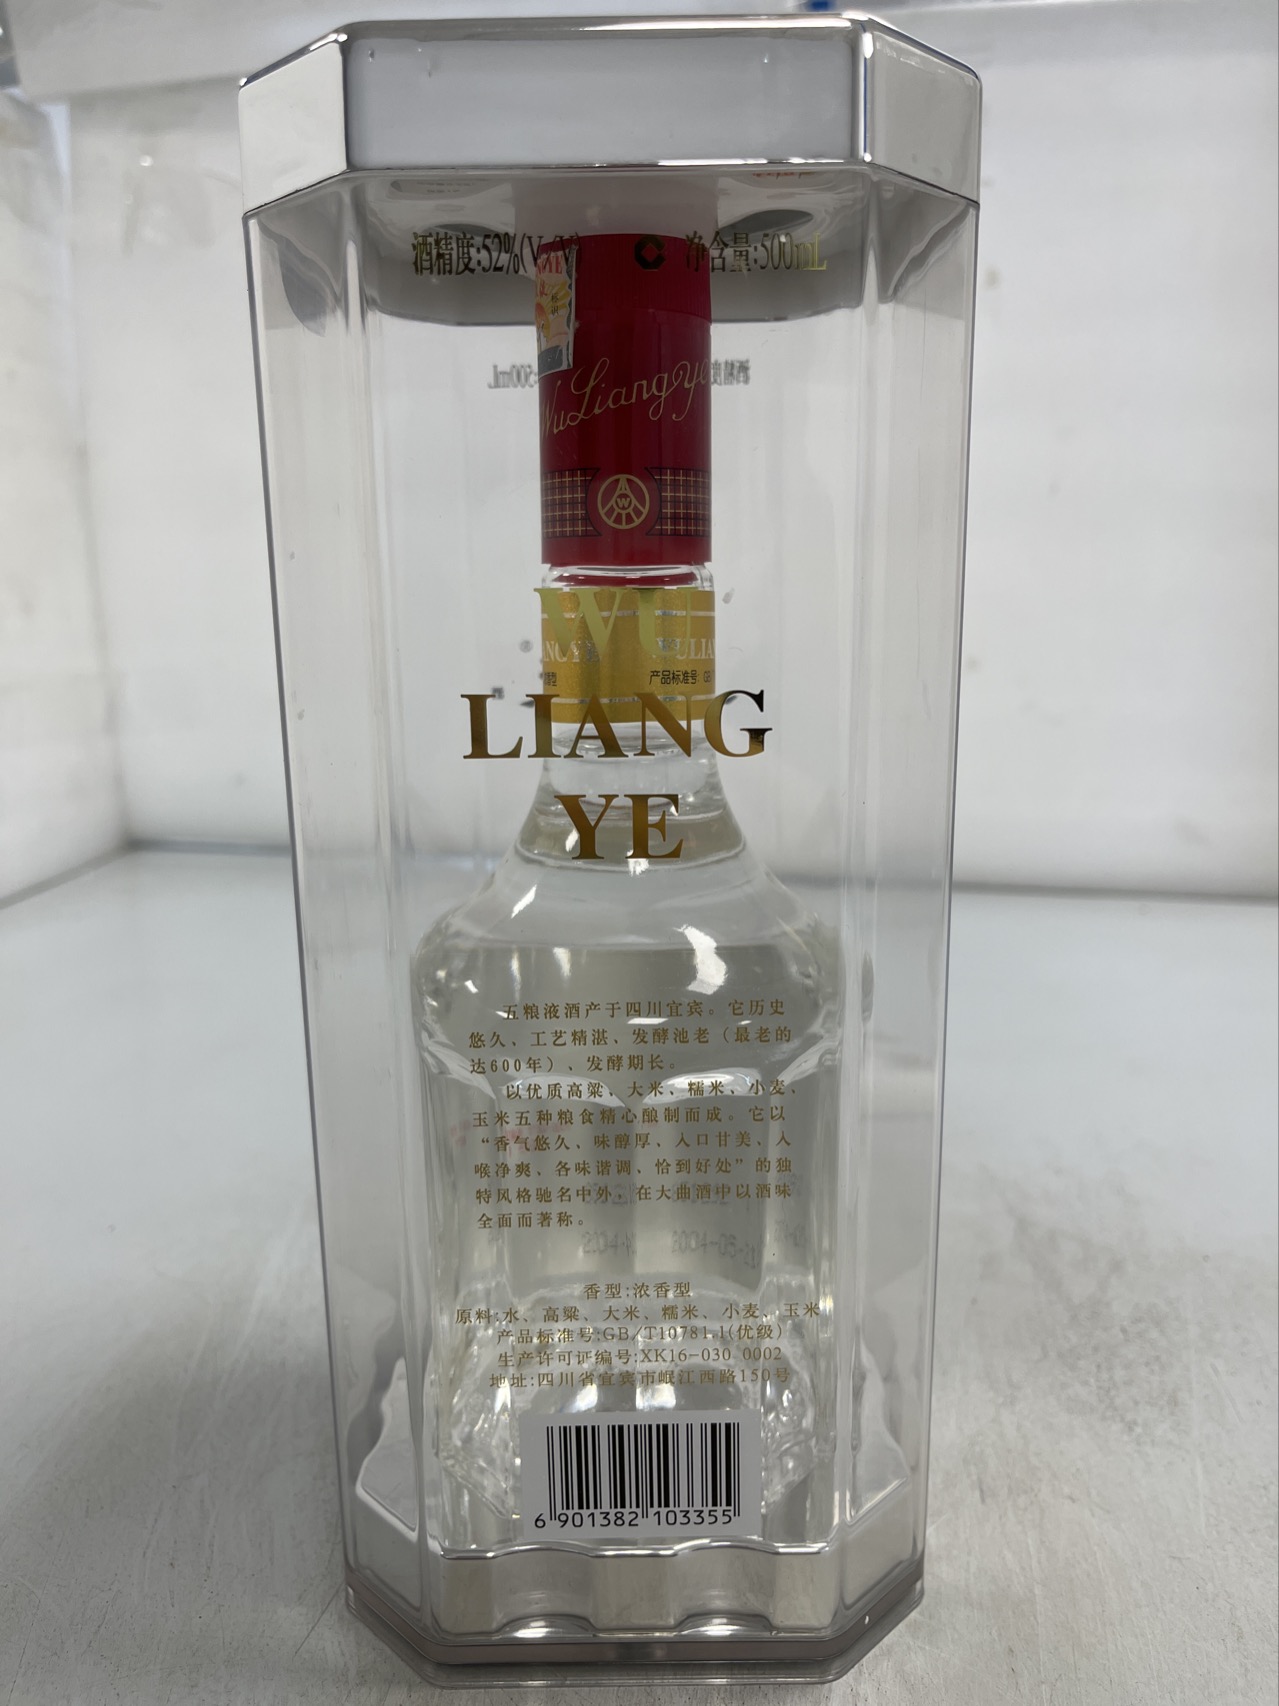 酒精度:52%(V/V) 净含量:500mL
WuLiangye
W
WU
产品标准号:
LIANG
YE
五粮液酒产于四川宜宾。它历史
悠久、工艺精湛、发酵池老（最老的
达600年）、发酵期长。
以优质高粱、大米、糯米、小麦、
玉米五种粮食精心酿制而成。它以
“香气悠久、味醇厚、入口甘美、入
喉净爽、各味谐调、恰到好处”的独
特风格驰名中外，在大曲酒中以酒味
全面而著称。
香型:浓香型
原料:水、高粱、大米、糯米、小麦、玉米
产品标准号:GB/T10781.1(优级)
生产许可证编号:XK16-030 0002
地址:四川省宜宾市岷江西路150号
6 901382 103355